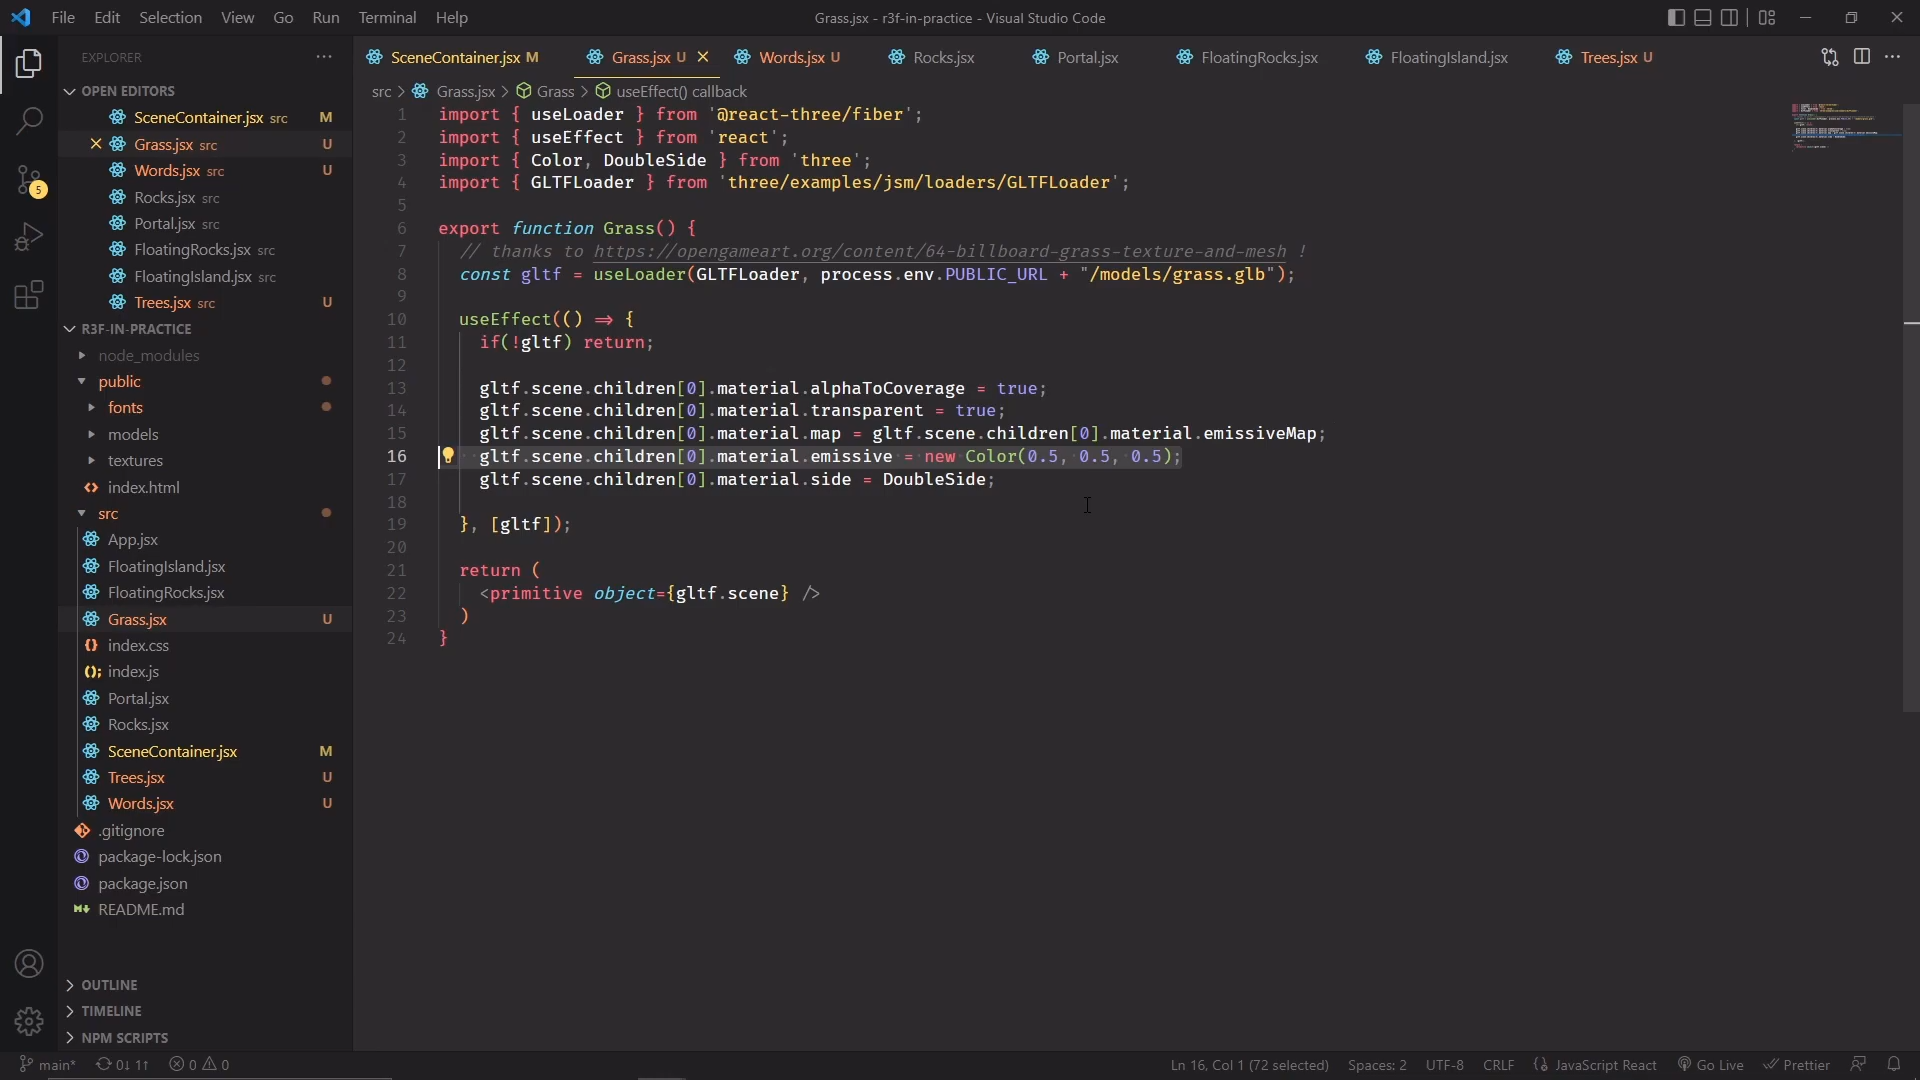 File Edit Selection View Go Run Terminal Help
Grass.jsx - r3f-in-practice - Visual Studio Code
EXPLORER
OPEN EDITORS
SceneContainer.jsx src M
Grass.jsx src U
Words.jsx src U
Rocks.jsx src
Portal.jsx src
FloatingRocks.jsx src
FloatingIsland.jsx src
Trees.jsx src U
R3F-IN-PRACTICE
node_modules
public
fonts
models
textures
index.html
src
App.jsx
FloatingIsland.jsx
FloatingRocks.jsx
Grass.jsx U
index.css
index.js
Portal.jsx
Rocks.jsx
SceneContainer.jsx M
Trees.jsx U
Words.jsx U
.gitignore
package-lock.json
package.json
README.md
OUTLINE
TIMELINE
NPM SCRIPTS
5
SceneContainer.jsx M Grass.jsx U Words.jsx U Rocks.jsx Portal.jsx FloatingRocks.jsx FloatingIsland.jsx Trees.jsx U
src > Grass.jsx > Grass > useEffect() callback
1 import { useLoader } from '@react-three/fiber';
2 import { useEffect } from 'react';
3 import { Color, DoubleSide } from 'three';
4 import { GLTFLoader } from 'three/examples/jsm/loaders/GLTFLoader';
5
6 export function Grass() {
7 // thanks to https://opengameart.org/content/64-billboard-grass-texture-and-mesh !
8 const gltf = useLoader(GLTFLoader, process.env.PUBLIC_URL + "/models/grass.glb");
9
10 useEffect(() => {
11 if(!gltf) return;
12
13 gltf.scene.children[0].material.alphaToCoverage = true;
14 gltf.scene.children[0].material.transparent = true;
15 gltf.scene.children[0].material.map = gltf.scene.children[0].material.emissiveMap;
16 gltf.scene.children[0].material.emissive = new Color(0.5, 0.5, 0.5);
17 gltf.scene.children[0].material.side = DoubleSide;
18
19 }, [gltf]);
20
21 return (
22 <primitive object={gltf.scene} />
23 )
24 }
main* 0↓ 1↑ 0 0
Ln 16, Col 1 (72 selected) Spaces: 2 UTF-8 CRLF JavaScript React Go Live Prettier